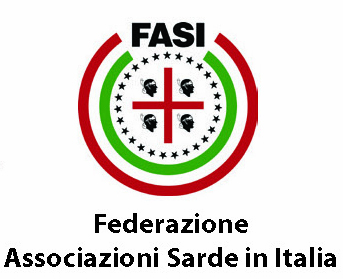 FASI
Federazione
Associazioni Sarde in Italia